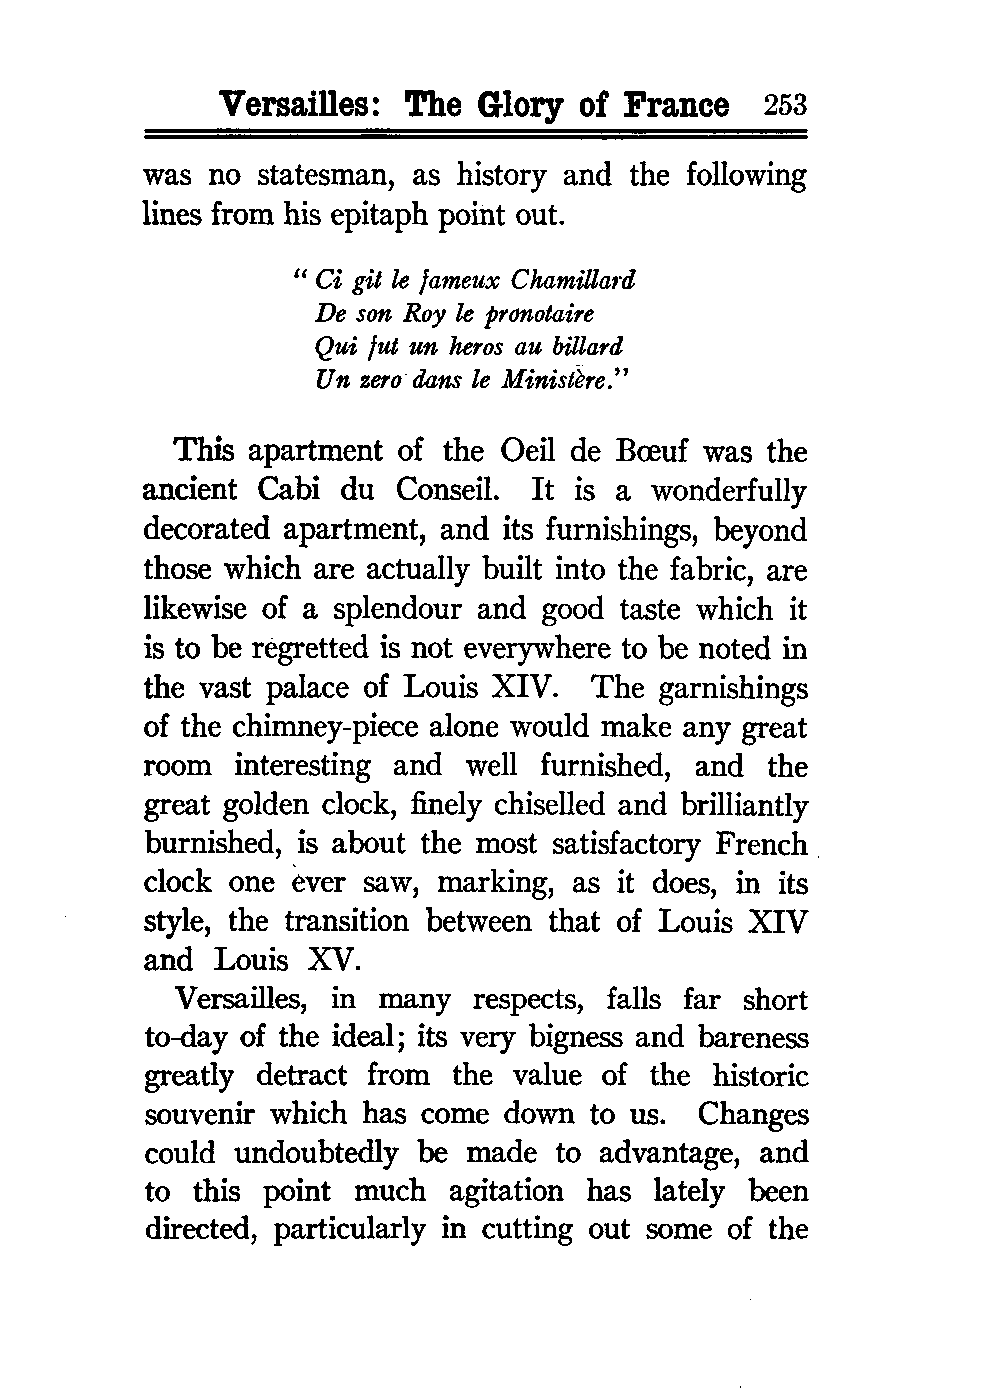 Versailles: The Glory of France 253
was no statesman, as history and the following
lines from his epitaph point out.
“ Ci git le fameux Chamillard
De son Roy le pronotaire
Qui fut un heros au billard
Un zero dans le Ministère.”
This apartment of the Oeil de Bœuf was the
ancient Cabi du Conseil. It is a wonderfully
decorated apartment, and its furnishings, beyond
those which are actually built into the fabric, are
likewise of a splendour and good taste which it
is to be regretted is not everywhere to be noted in
the vast palace of Louis XIV. The garnishings
of the chimney-piece alone would make any great
room interesting and well furnished, and the
great golden clock, finely chiselled and brilliantly
burnished, is about the most satisfactory French
clock one ever saw, marking, as it does, in its
style, the transition between that of Louis XIV
and Louis XV.
Versailles, in many respects, falls far short
to-day of the ideal; its very bigness and bareness
greatly detract from the value of the historic
souvenir which has come down to us. Changes
could undoubtedly be made to advantage, and
to this point much agitation has lately been
directed, particularly in cutting out some of the